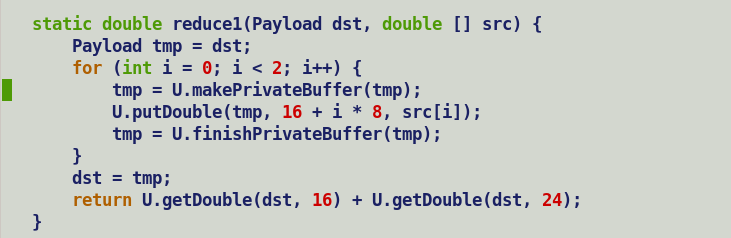 static double reduce1(Payload dst, double [] src) {
    Payload tmp = dst;
    for (int i = 0; i < 2; i++) {
        tmp = U.makePrivateBuffer(tmp);
        U.putDouble(tmp, 16 + i * 8, src[i]);
        tmp = U.finishPrivateBuffer(tmp);
    }
    dst = tmp;
    return U.getDouble(dst, 16) + U.getDouble(dst, 24);
}